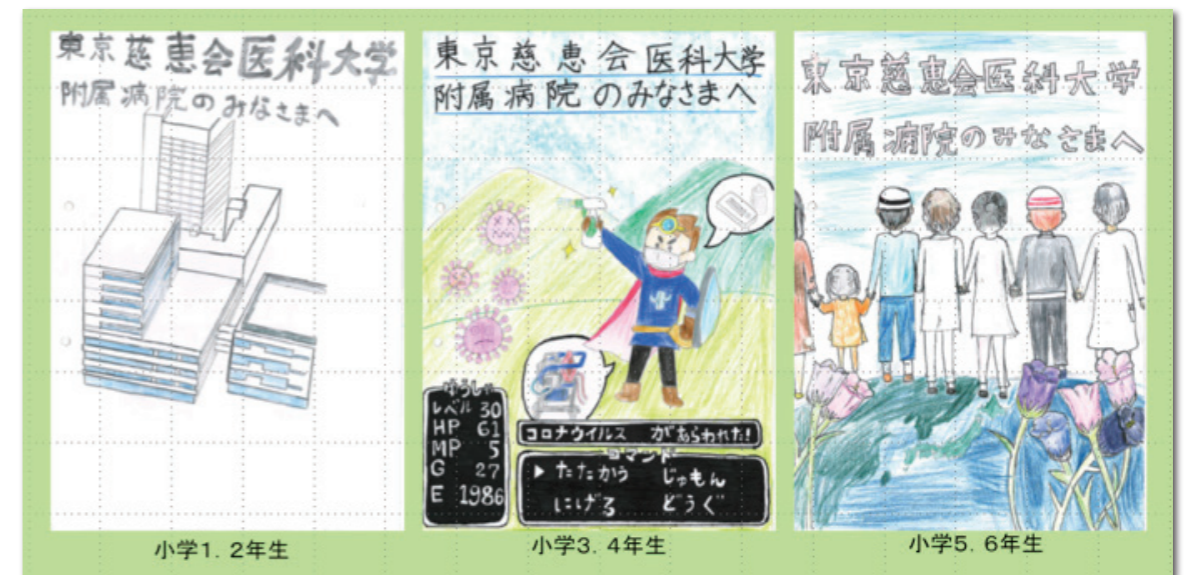 東京慈恵会医科大学
附属病院のみなさまへ
東京慈恵会医科大学
附属病院のみなさまへ
ゆうしゃ
レベル 30
HP 61
MP 5
G 27
E 1986
コロナウイルス があらわれた!
コマンド
▶ たたかう じゅもん
にげる どうぐ
東京慈恵会医科大学
附属病院のみなさまへ
小学1. 2年生
小学3. 4年生
小学5. 6年生